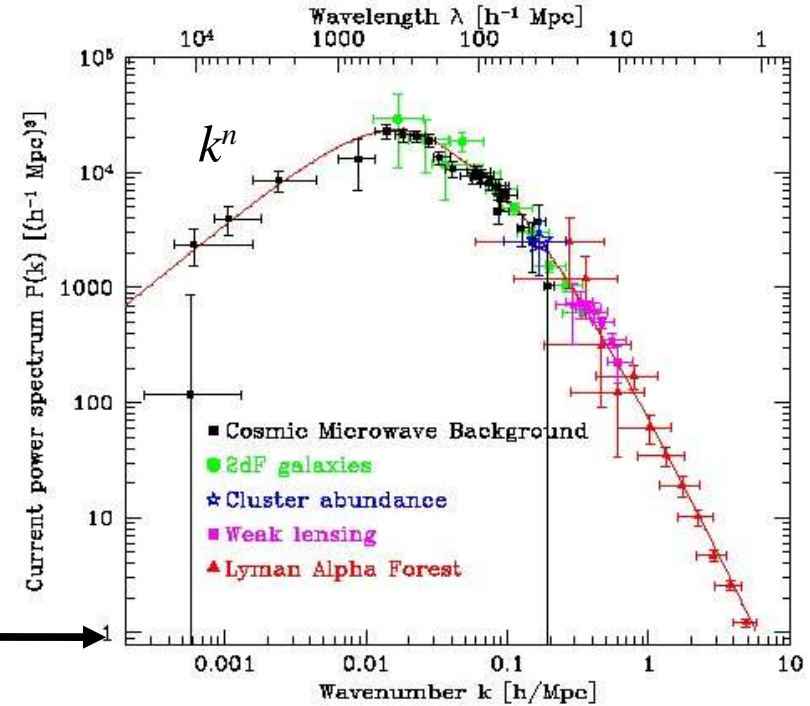 Wavelength λ [h⁻¹ Mpc]
10⁴ 1000 100 10 1
10⁵
10⁴
1000
100
10
1
Current power spectrum P(k) [(h⁻¹ Mpc)³]
kⁿ
■ Cosmic Microwave Background
● 2dF galaxies
☆ Cluster abundance
■ Weak lensing
▲ Lyman Alpha Forest
0.001 0.01 0.1 1 10
Wavenumber k [h/Mpc]